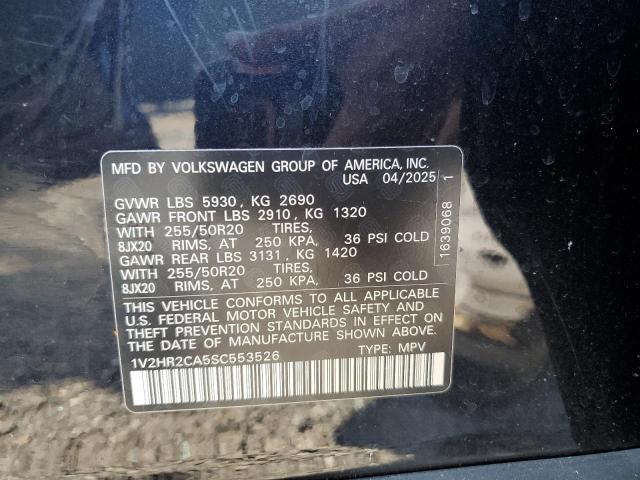 MFD BY VOLKSWAGEN GROUP OF AMERICA, INC.
USA 04/2025
GVWR LBS 5930, KG 2690
GAWR FRONT LBS 2910, KG 1320
WITH 255/50R20 TIRES,
8JX20 RIMS, AT 250 KPA, 36 PSI COLD
GAWR REAR LBS 3131, KG 1420
WITH 255/50R20 TIRES,
8JX20 RIMS, AT 250 KPA, 36 PSI COLD
THIS VEHICLE CONFORMS TO ALL APPLICABLE
U.S. FEDERAL MOTOR VEHICLE SAFETY AND
THEFT PREVENTION STANDARDS IN EFFECT ON
THE DATE OF MANUFACTURE SHOWN ABOVE.
1V2HR2CA5SC553526 TYPE: MPV
1639068 1